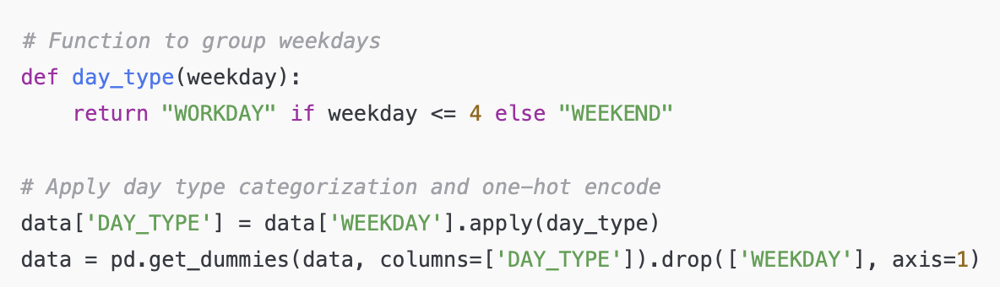 # Function to group weekdays
def day_type(weekday):
    return "WORKDAY" if weekday <= 4 else "WEEKEND"

# Apply day type categorization and one-hot encode
data['DAY_TYPE'] = data['WEEKDAY'].apply(day_type)
data = pd.get_dummies(data, columns=['DAY_TYPE']).drop(['WEEKDAY'], axis=1)